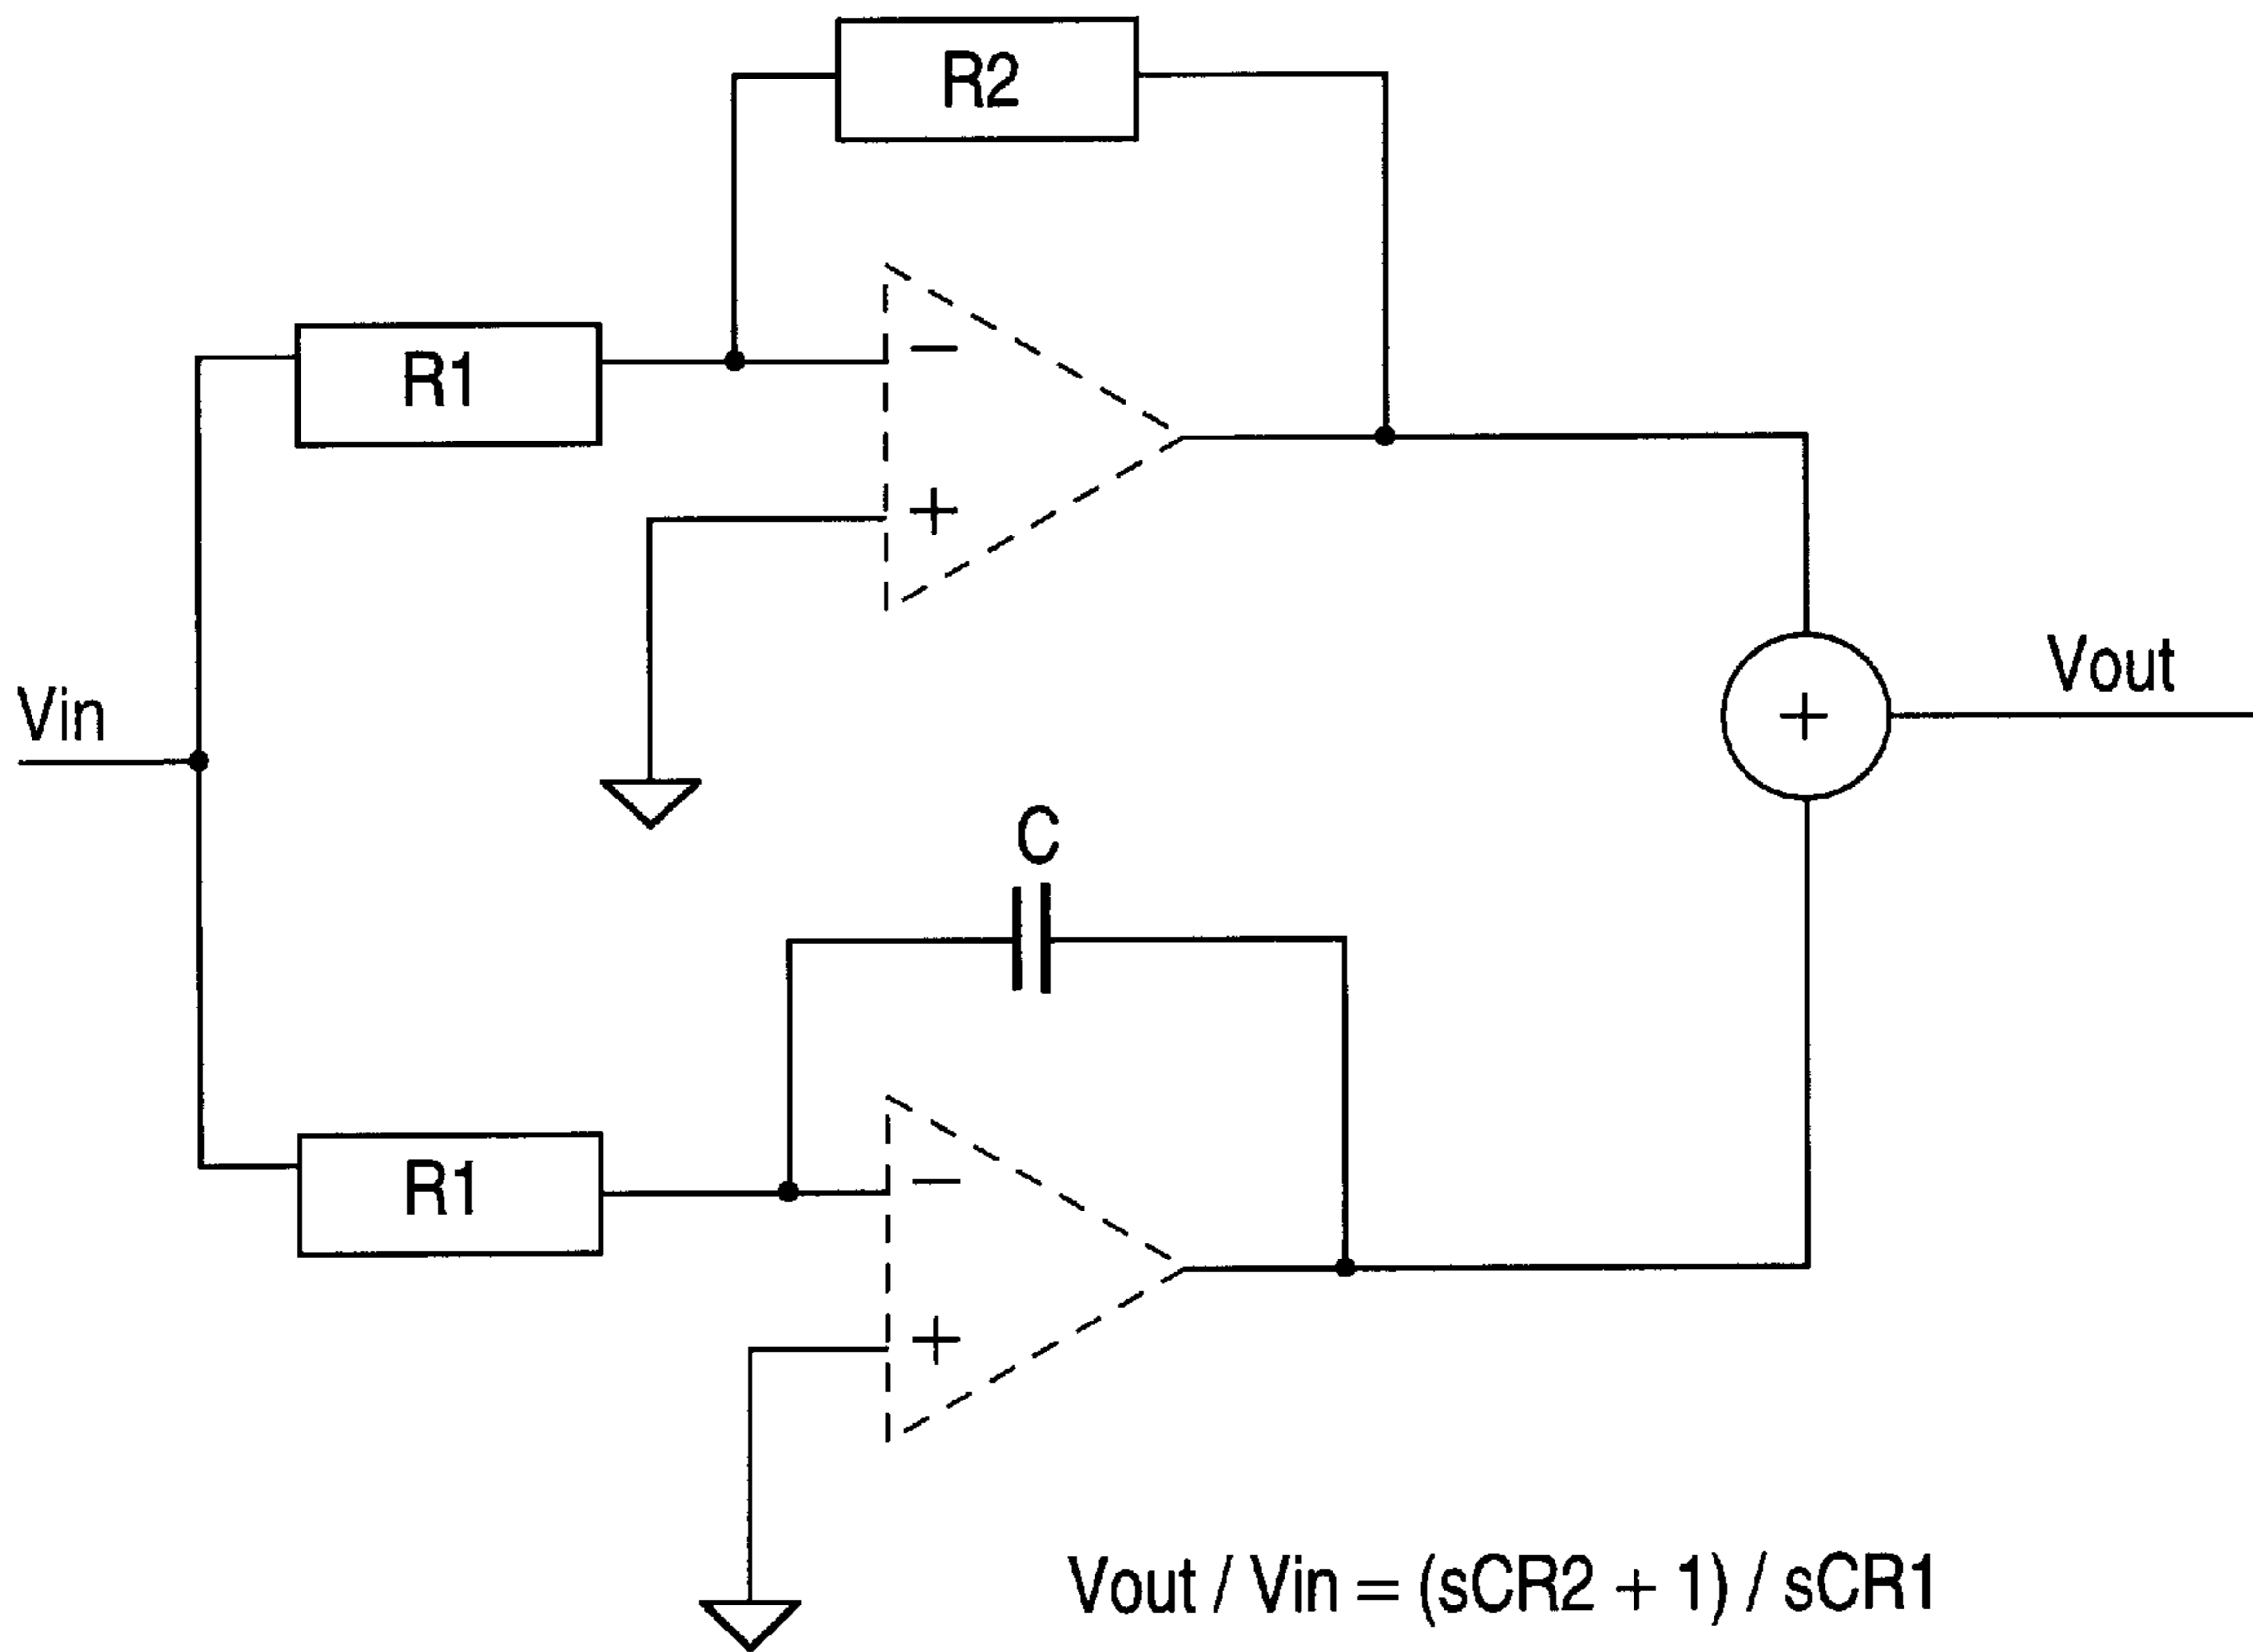 R2
R1
−
+
Vin
Vout
+
C
R1
−
+
Vout / Vin = (sCR2 + 1) / sCR1